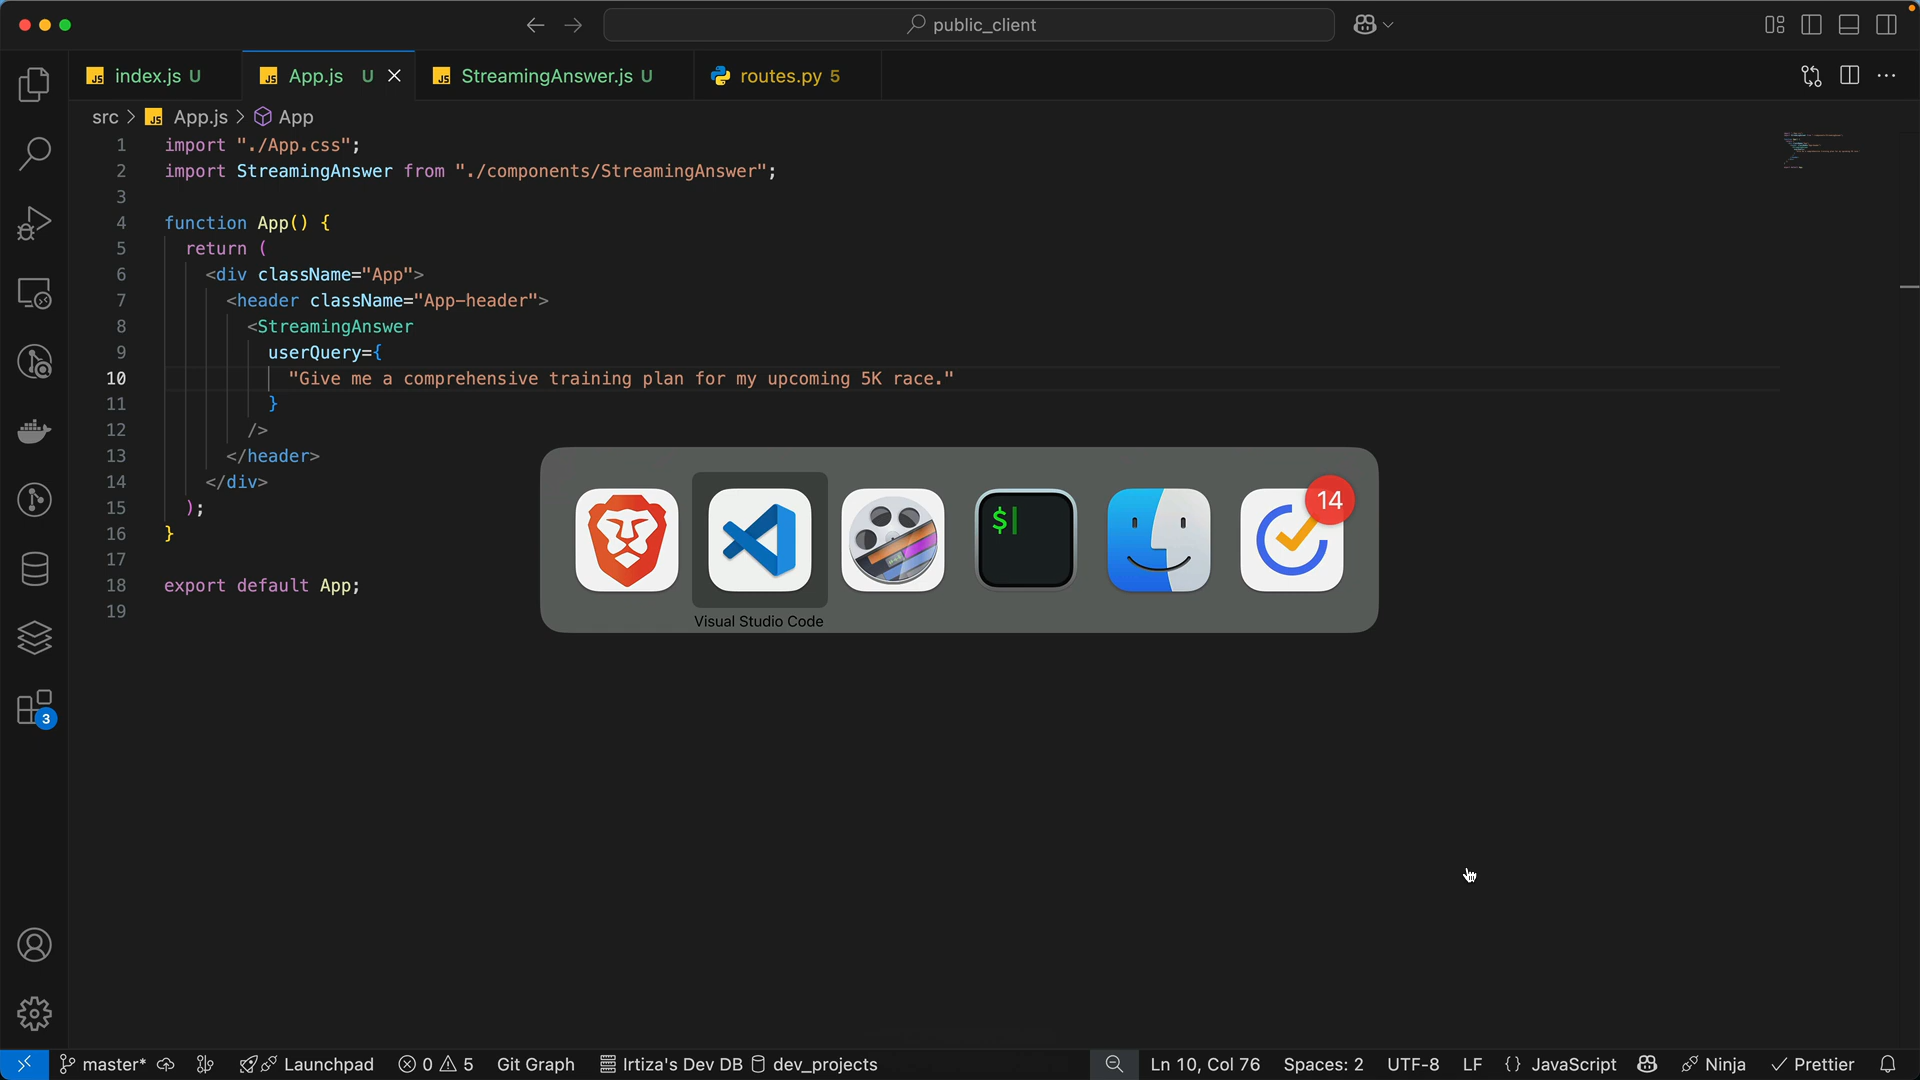 public_client
index.js U
App.js U
StreamingAnswer.js U
routes.py 5
src > App.js > App
1 import "./App.css";
2 import StreamingAnswer from "./components/StreamingAnswer";
3
4 function App() {
5 return (
6 <div className="App">
7 <header className="App-header">
8 <StreamingAnswer
9 userQuery={
10 "Give me a comprehensive training plan for my upcoming 5K race."
11 }
12 />
13 </header>
14 </div>
15 );
16 }
17
18 export default App;
19
$
14
Visual Studio Code
3
master* Launchpad 0 5 Git Graph Irtiza's Dev DB dev_projects Ln 10, Col 76 Spaces: 2 UTF-8 LF {} JavaScript Ninja Prettier